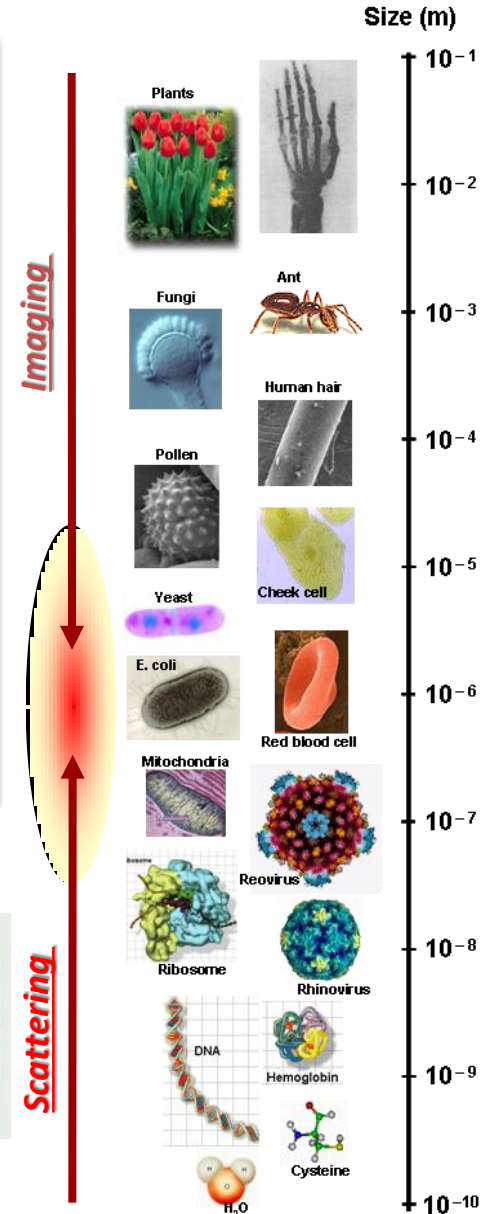 Size (m)
10⁻¹
Plants
10⁻²
Imaging
Ant
Fungi
10⁻³
Human hair
10⁻⁴
Pollen
10⁻⁵
Cheek cell
Yeast
E. coli
10⁻⁶
Red blood cell
Mitochondria
10⁻⁷
Reovirus
bosome
10⁻⁸
Scattering
Ribosome
Rhinovirus
DNA
Hemoglobin
10⁻⁹
Cysteine
H H
O
H₂O
10⁻¹⁰